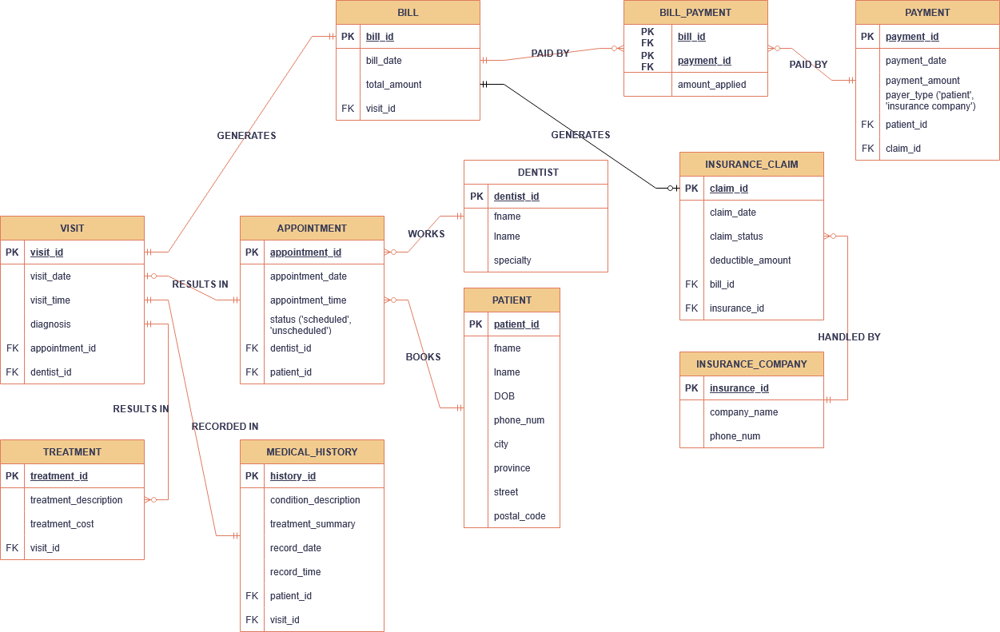 BILL
PK bill_id
bill_date
total_amount
FK visit_id
BILL_PAYMENT
PK
FK bill_id
PK
FK payment_id
amount_applied
PAYMENT
PK payment_id
payment_date
payment_amount
payer_type ('patient',
'insurance company')
FK patient_id
FK claim_id
PAID BY
PAID BY
GENERATES
GENERATES
DENTIST
PK dentist_id
fname
lname
specialty
INSURANCE_CLAIM
PK claim_id
claim_date
claim_status
deductible_amount
FK bill_id
FK insurance_id
VISIT
PK visit_id
visit_date
visit_time
diagnosis
FK appointment_id
FK dentist_id
RESULTS IN
APPOINTMENT
PK appointment_id
appointment_date
appointment_time
status ('scheduled',
'unscheduled')
FK dentist_id
FK patient_id
WORKS
BOOKS
PATIENT
PK patient_id
fname
lname
DOB
phone_num
city
province
street
postal_code
HANDLED BY
INSURANCE_COMPANY
PK insurance_id
company_name
phone_num
RESULTS IN
RECORDED IN
TREATMENT
PK treatment_id
treatment_description
treatment_cost
FK visit_id
MEDICAL_HISTORY
PK history_id
condition_description
treatment_summary
record_date
record_time
FK patient_id
FK visit_id